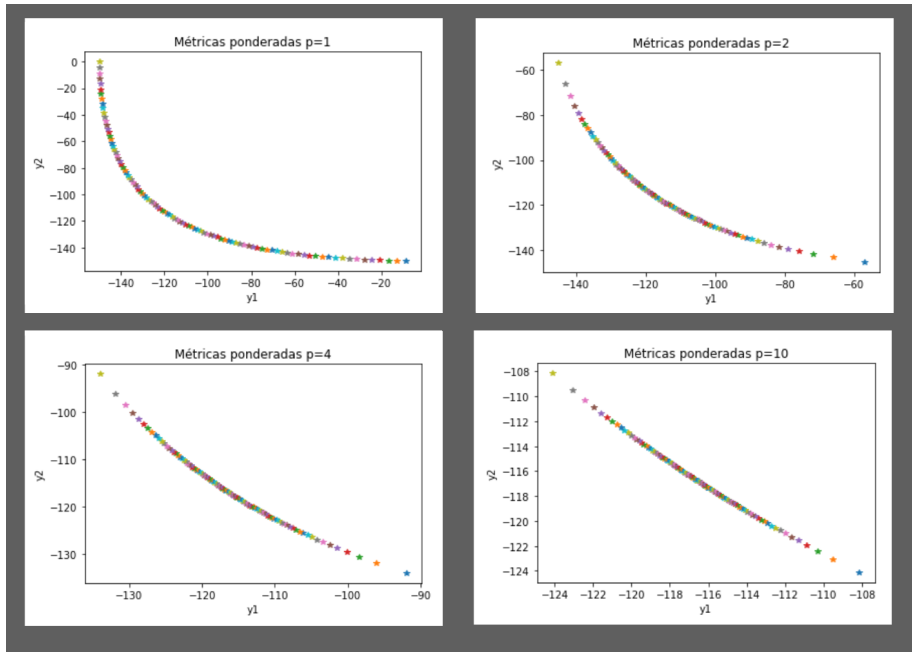 Métricas ponderadas p=1
0
−20
−40
−60
−80
−100
−120
−140
y2
−140 −120 −100 −80 −60 −40 −20
y1
Métricas ponderadas p=2
−60
−80
−100
−120
−140
y2
−140 −120 −100 −80 −60
y1
Métricas ponderadas p=4
−90
−100
−110
−120
−130
y2
−130 −120 −110 −100 −90
y1
Métricas ponderadas p=10
−108
−110
−112
−114
−116
−118
−120
−122
−124
y2
−124 −122 −120 −118 −116 −114 −112 −110 −108
y1